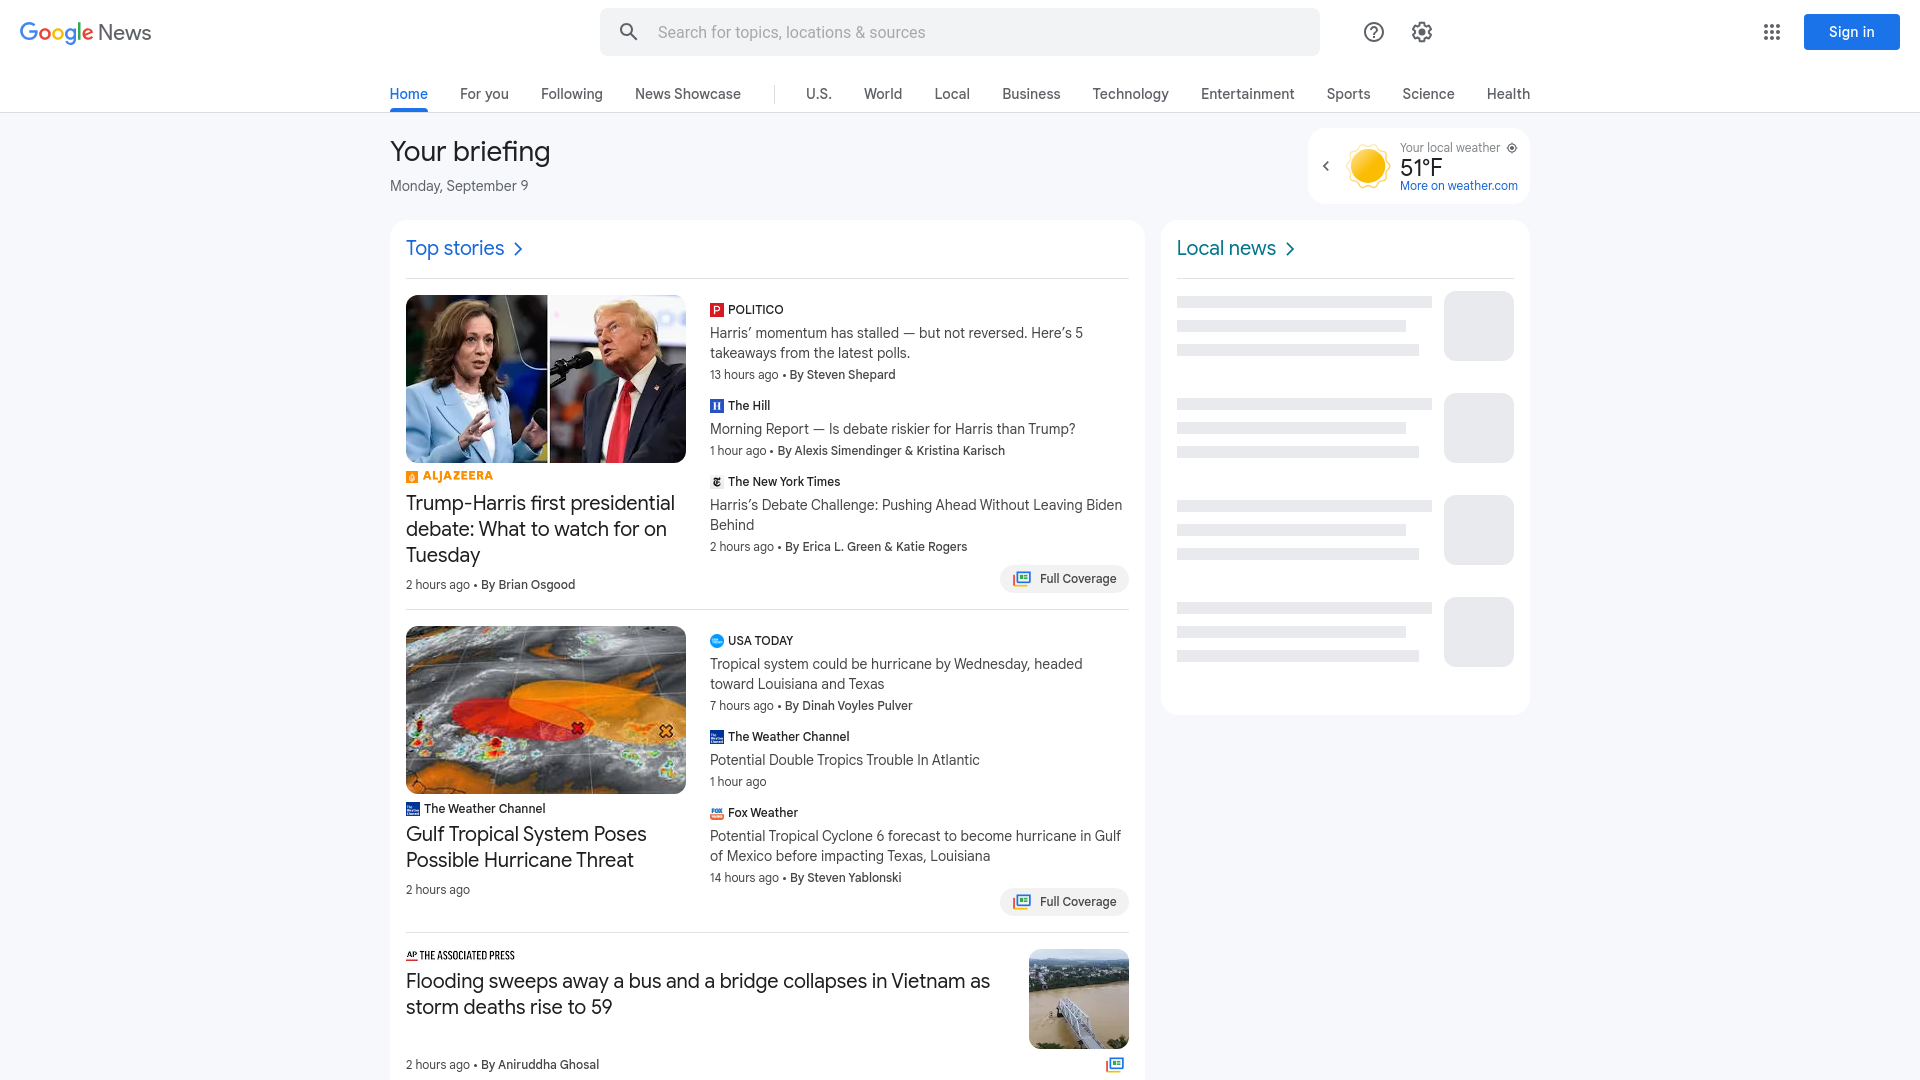 Google News
Search for topics, locations & sources
Sign in
Home
For you
Following
News Showcase
U.S.
World
Local
Business
Technology
Entertainment
Sports
Science
Health
Your briefing
Monday, September 9
Your local weather
51°F
More on weather.com
Top stories
ALJAZEERA
Trump-Harris first presidential
debate: What to watch for on
Tuesday
2 hours ago • By Brian Osgood
POLITICO
Harris’ momentum has stalled — but not reversed. Here’s 5
takeaways from the latest polls.
13 hours ago • By Steven Shepard
The Hill
Morning Report — Is debate riskier for Harris than Trump?
1 hour ago • By Alexis Simendinger & Kristina Karisch
The New York Times
Harris’s Debate Challenge: Pushing Ahead Without Leaving Biden
Behind
2 hours ago • By Erica L. Green & Katie Rogers
Full Coverage
The Weather Channel
Gulf Tropical System Poses
Possible Hurricane Threat
2 hours ago
USA TODAY
Tropical system could be hurricane by Wednesday, headed
toward Louisiana and Texas
7 hours ago • By Dinah Voyles Pulver
The Weather Channel
Potential Double Tropics Trouble In Atlantic
1 hour ago
Fox Weather
Potential Tropical Cyclone 6 forecast to become hurricane in Gulf
of Mexico before impacting Texas, Louisiana
14 hours ago • By Steven Yablonski
Full Coverage
AP THE ASSOCIATED PRESS
Flooding sweeps away a bus and a bridge collapses in Vietnam as
storm deaths rise to 59
2 hours ago • By Aniruddha Ghosal
Local news